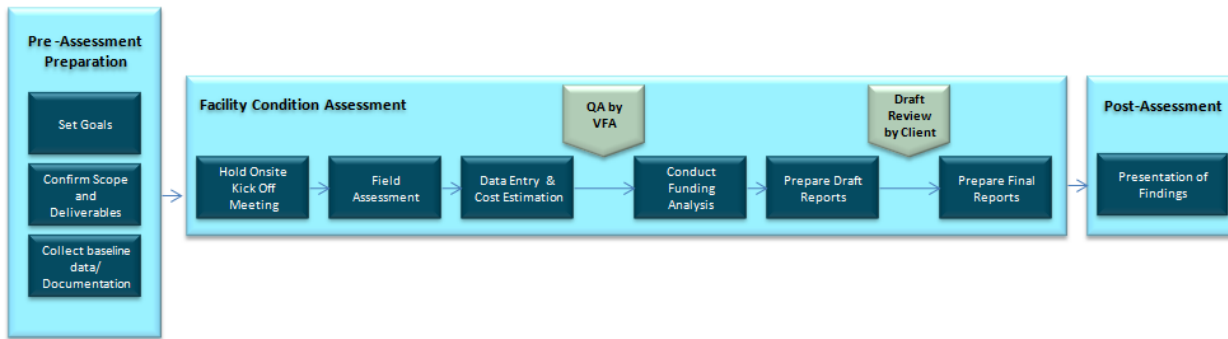 Pre -Assessment
Preparation
Set Goals
Confirm Scope
and
Deliverables
Collect baseline
data/
Documentation
Facility Condition Assessment
QA by
VFA
Draft
Review
by Client
Hold Onsite
Kick Off
Meeting
Field
Assessment
Data Entry &
Cost Estimation
Conduct
Funding
Analysis
Prepare Draft
Reports
Prepare Final
Reports
Post-Assessment
Presentation of
Findings